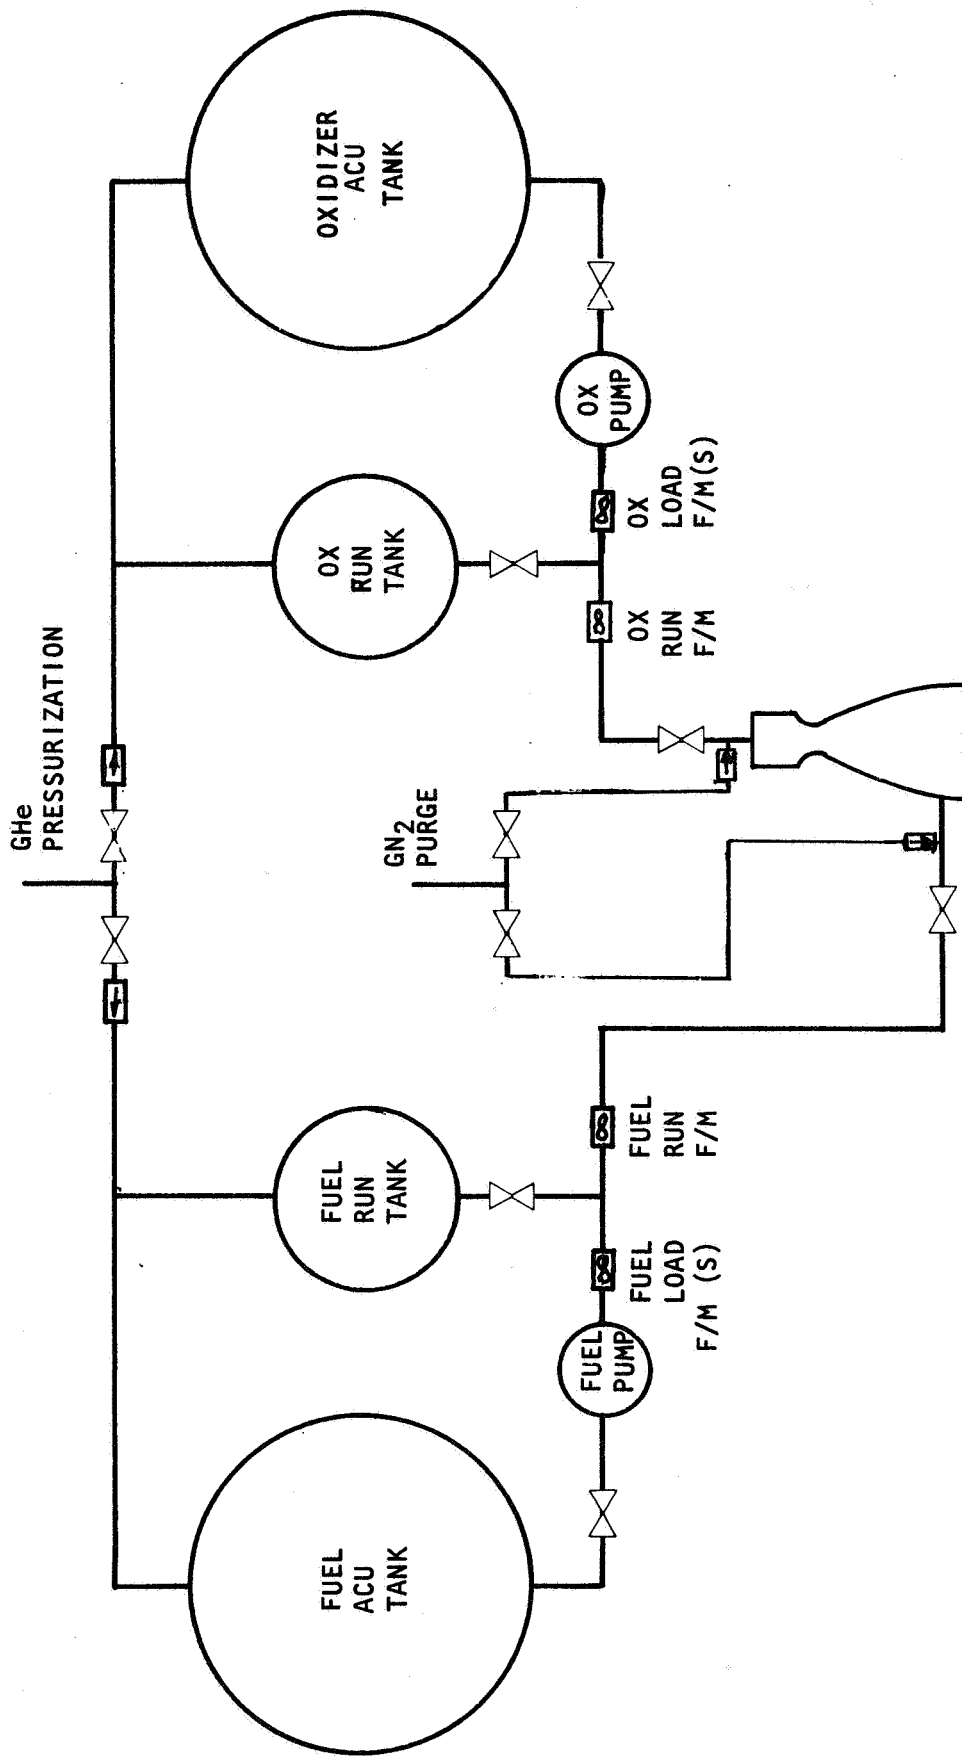 GHe
PRESSURIZATION
FUEL
ACU
TANK
FUEL
RUN
TANK
OX
RUN
TANK
OXIDIZER
ACU
TANK
GN2
PURGE
FUEL
PUMP
FUEL
LOAD
F/M (S)
FUEL
RUN
F/M
OX
RUN
F/M
OX
LOAD
F/M(S)
OX
PUMP